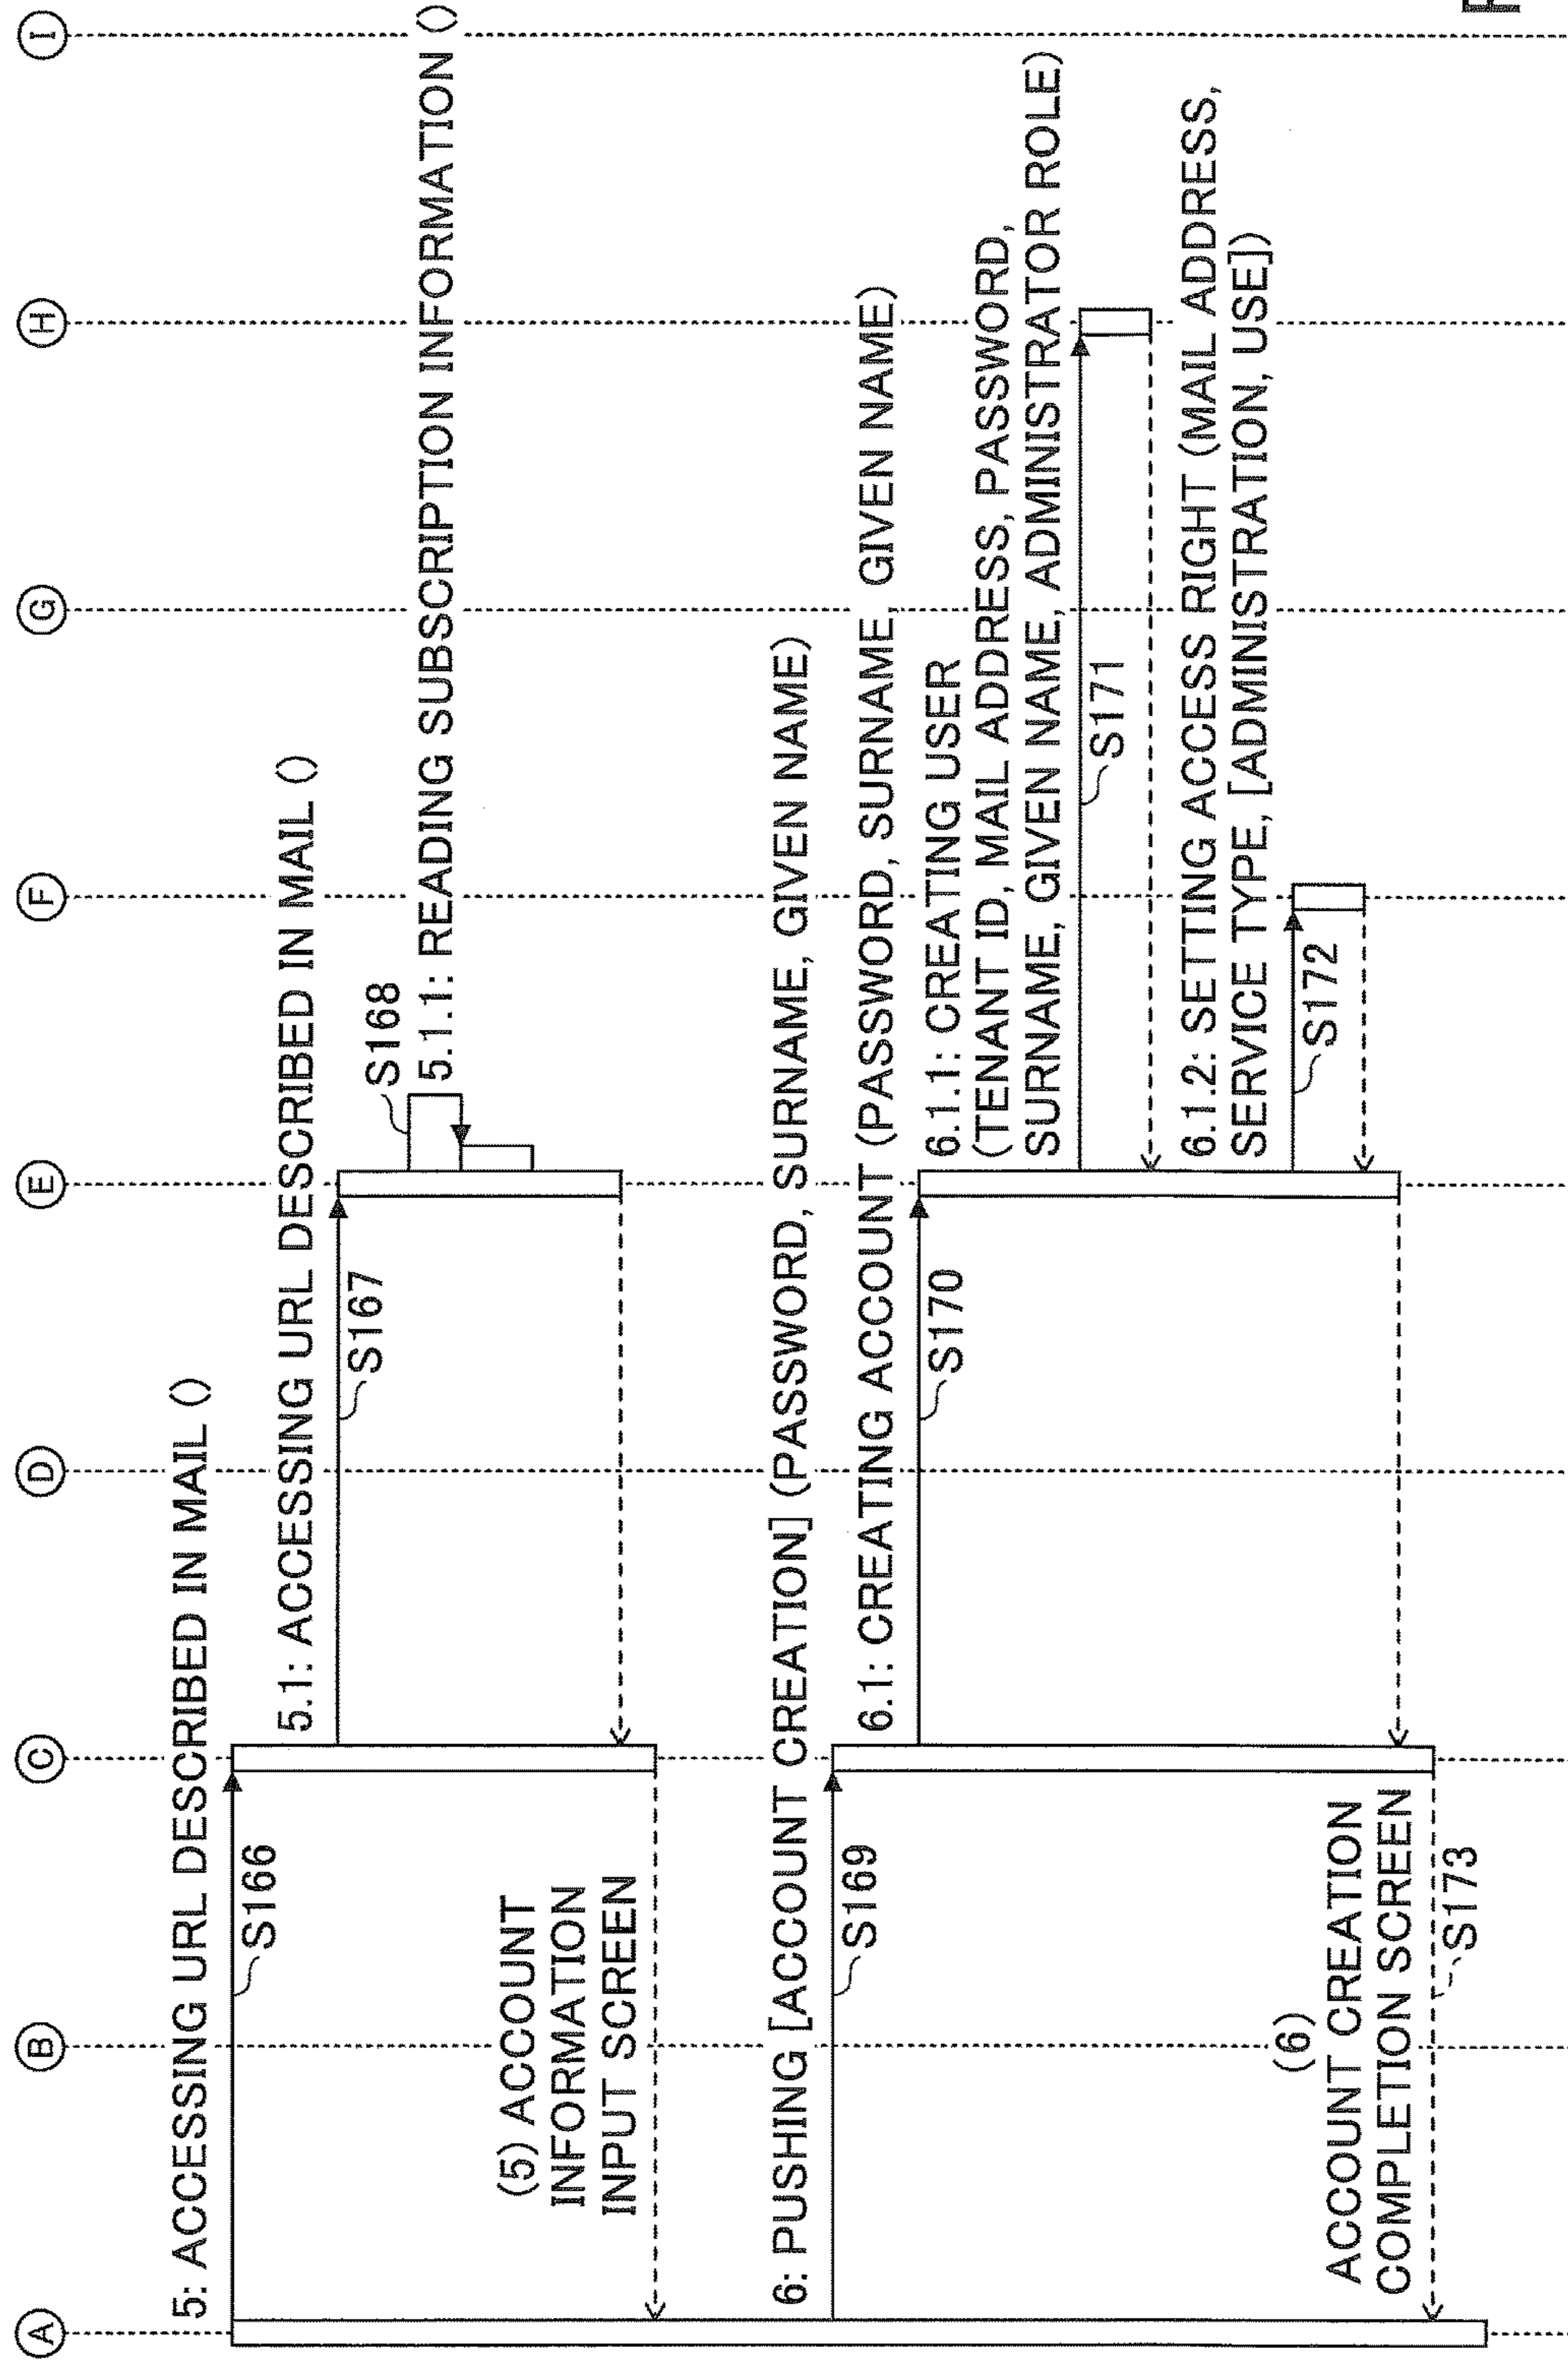 A
B
C
D
E
F
G
H
I
5: ACCESSING URL DESCRIBED IN MAIL ()
S166
5.1: ACCESSING URL DESCRIBED IN MAIL ()
S167
S168
5.1.1: READING SUBSCRIPTION INFORMATION ()
(5) ACCOUNT
INFORMATION
INPUT SCREEN
6: PUSHING [ACCOUNT CREATION] (PASSWORD, SURNAME, GIVEN NAME)
S169
6.1: CREATING ACCOUNT (PASSWORD, SURNAME, GIVEN NAME)
S170
6.1.1: CREATING USER
(TENANT ID, MAIL ADDRESS, PASSWORD,
SURNAME, GIVEN NAME, ADMINISTRATOR ROLE)
S171
6.1.2: SETTING ACCESS RIGHT (MAIL ADDRESS,
SERVICE TYPE, [ADMINISTRATION, USE])
S172
(6)
ACCOUNT CREATION
COMPLETION SCREEN
S173